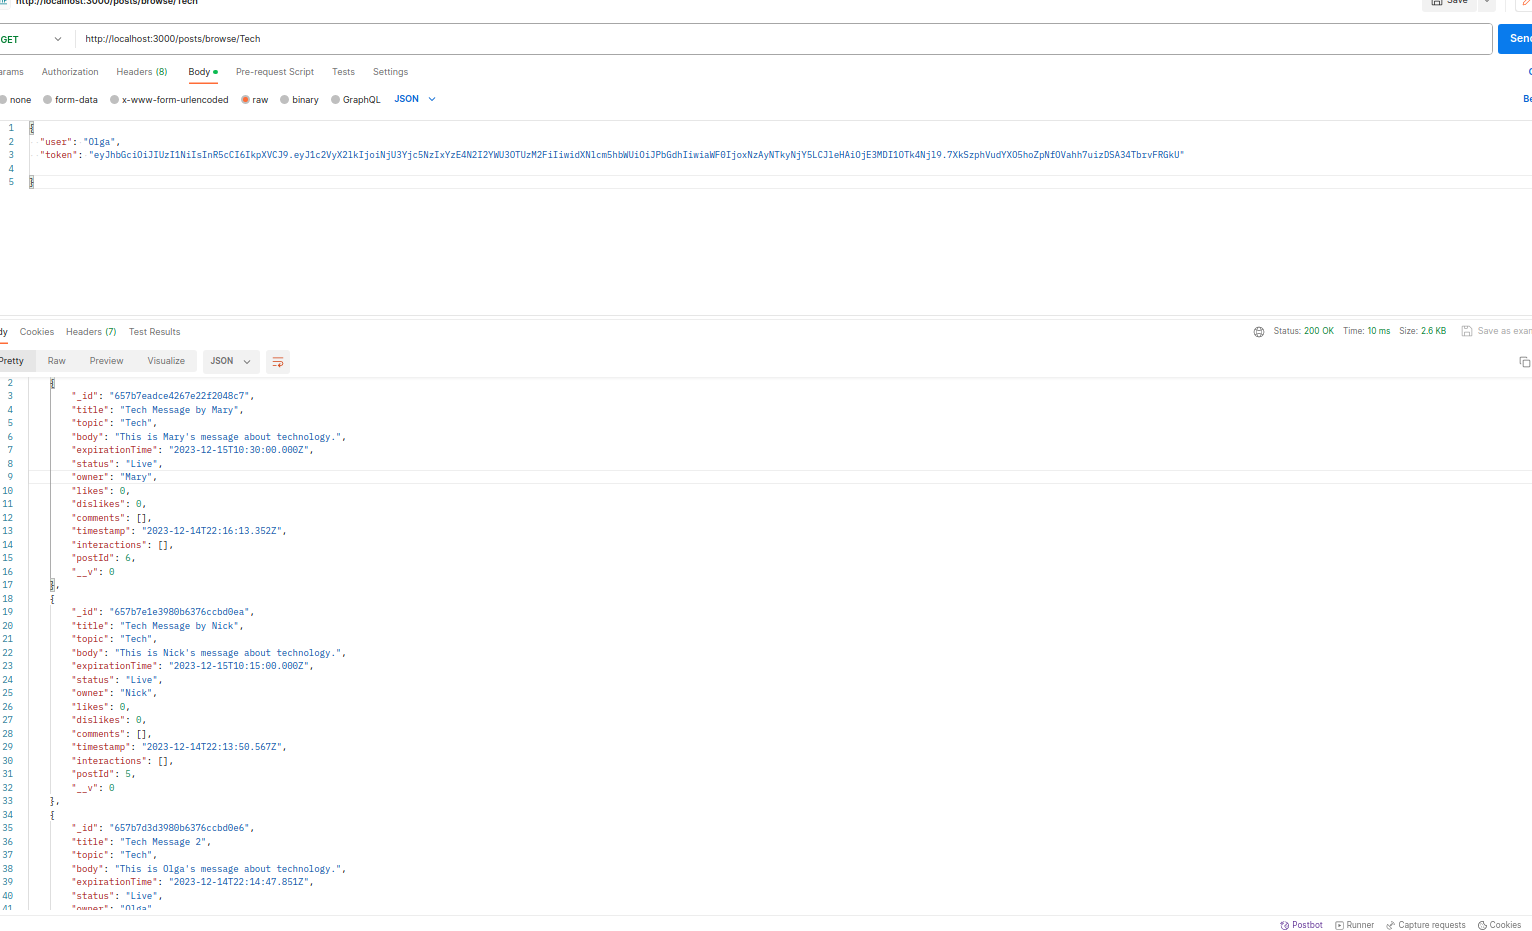 http://localhost:3000/posts/browse/Tech
Save
GET
http://localhost:3000/posts/browse/Tech
Send
arams Authorization Headers (8) Body Pre-request Script Tests Settings
none form-data x-www-form-urlencoded raw binary GraphQL JSON
Be
1 {
2 "user": "Olga",
3 "token":
4
5 }
dy Cookies Headers (7) Test Results
Status: 200 OK Time: 10 ms Size: 2.6 KB Save as exam
Pretty Raw Preview Visualize JSON
2 {
3 "_id": "657b7eadce4267e22f2048c7",
4 "title": "Tech Message by Mary",
5 "topic": "Tech",
6 "body": "This is Mary's message about technology.",
7 "expirationTime": "2023-12-15T10:30:00.000Z",
8 "status": "Live",
9 "owner": "Mary",
10 "likes": 0,
11 "dislikes": 0,
12 "comments": [],
13 "timestamp": "2023-12-14T22:16:13.352Z",
14 "interactions": [],
15 "postId": 6,
16 "__v": 0
17 },
18 {
19 "_id": "657b7e1e3980b6376ccbd0ea",
20 "title": "Tech Message by Nick",
21 "topic": "Tech",
22 "body": "This is Nick's message about technology.",
23 "expirationTime": "2023-12-15T10:15:00.000Z",
24 "status": "Live",
25 "owner": "Nick",
26 "likes": 0,
27 "dislikes": 0,
28 "comments": [],
29 "timestamp": "2023-12-14T22:13:50.567Z",
30 "interactions": [],
31 "postId": 5,
32 "__v": 0
33 },
34 {
35 "_id": "657b7d3d3980b6376ccbd0e6",
36 "title": "Tech Message 2",
37 "topic": "Tech",
38 "body": "This is Olga's message about technology.",
39 "expirationTime": "2023-12-14T22:14:47.851Z",
40 "status": "Live",
41 "owner": "Olga"
Postbot Runner Capture requests Cookies